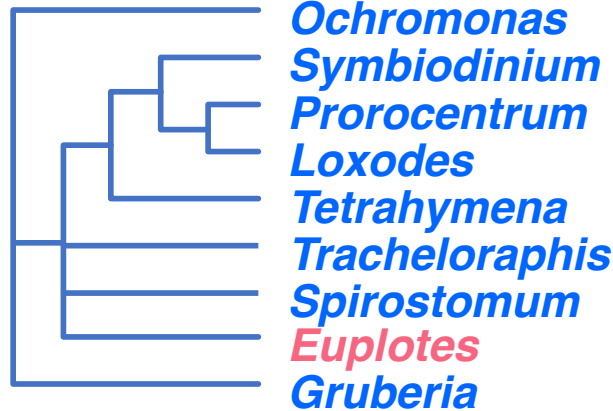 Ochromonas
Symbiodinium
Prorocentrum
Loxodes
Tetrahymena
Tracheloraphis
Spirostomum
Euplotes
Gruberia